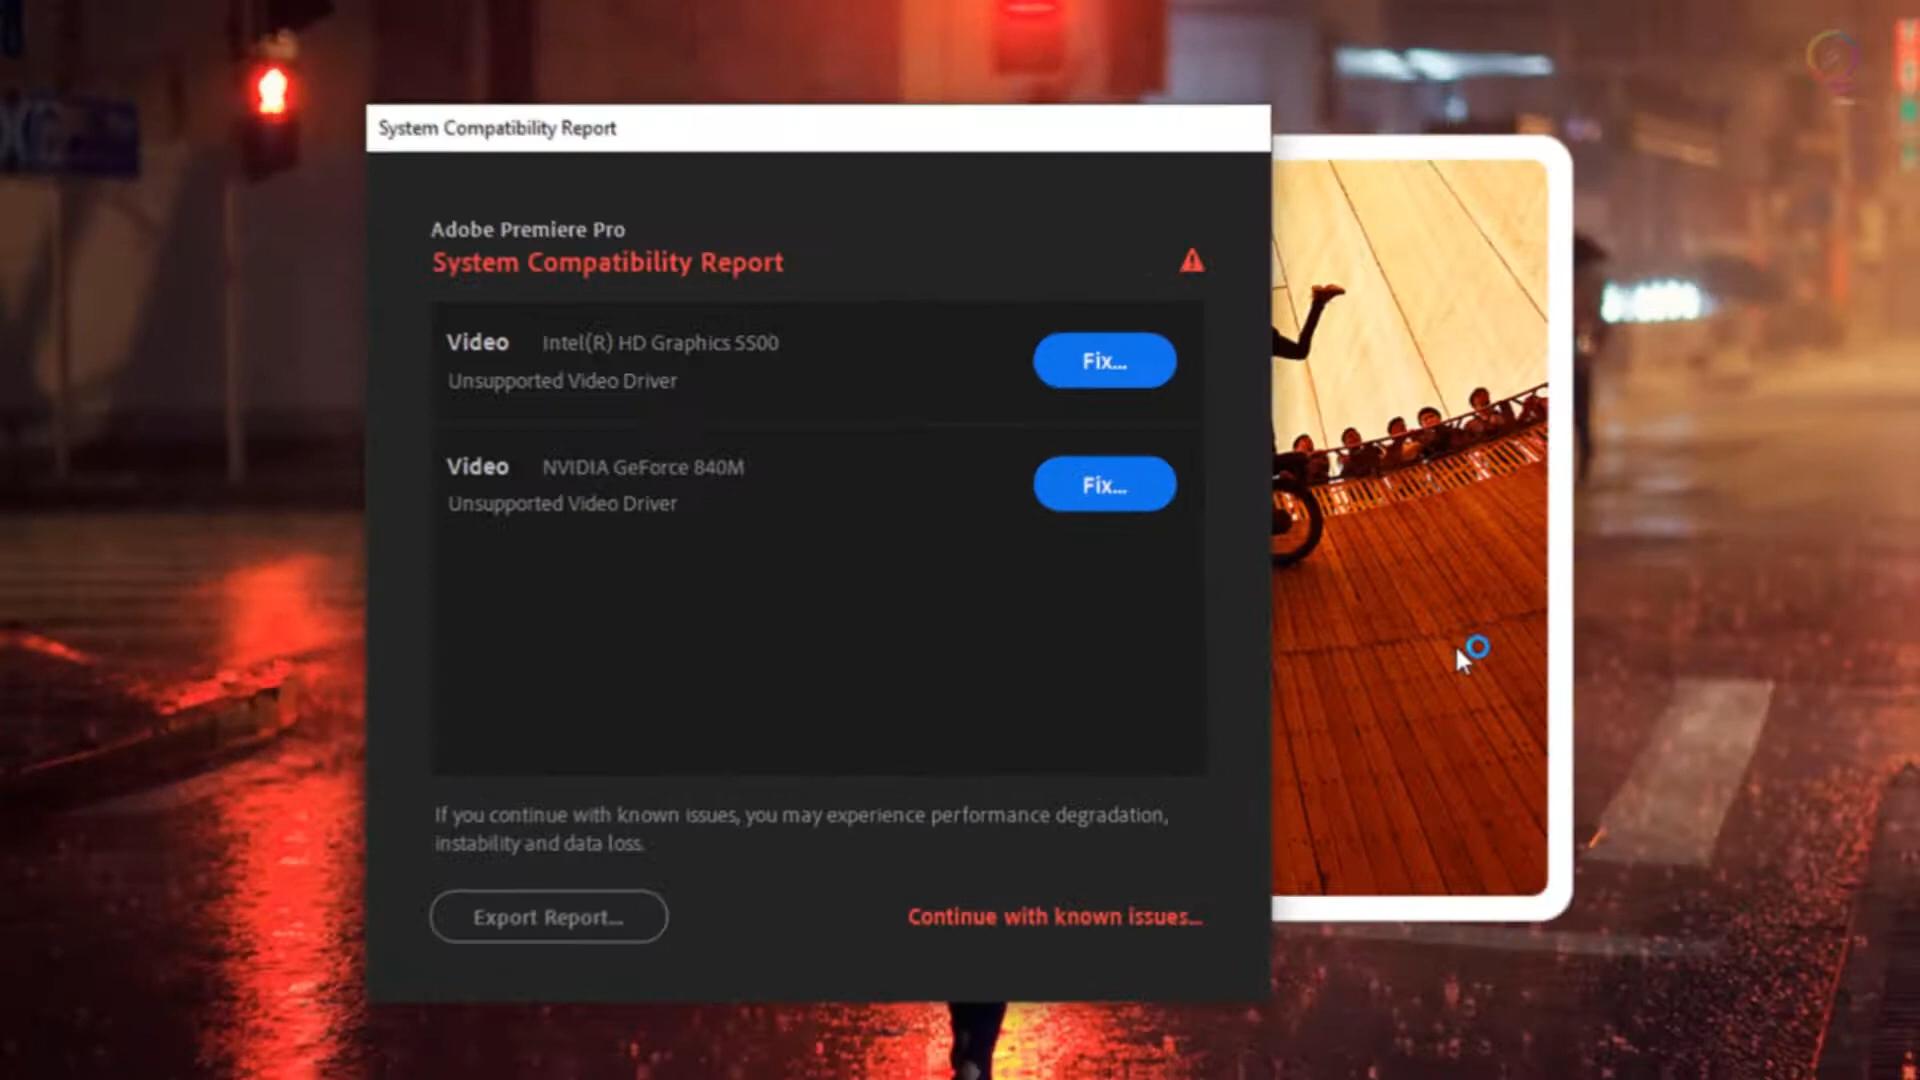 System Compatibility Report
Adobe Premiere Pro
System Compatibility Report
Video Intel(R) HD Graphics 5500
Unsupported Video Driver
Fix...
Video NVIDIA GeForce 840M
Unsupported Video Driver
Fix...
If you continue with known issues, you may experience performance degradation,
instability and data loss.
Export Report...
Continue with known issues...